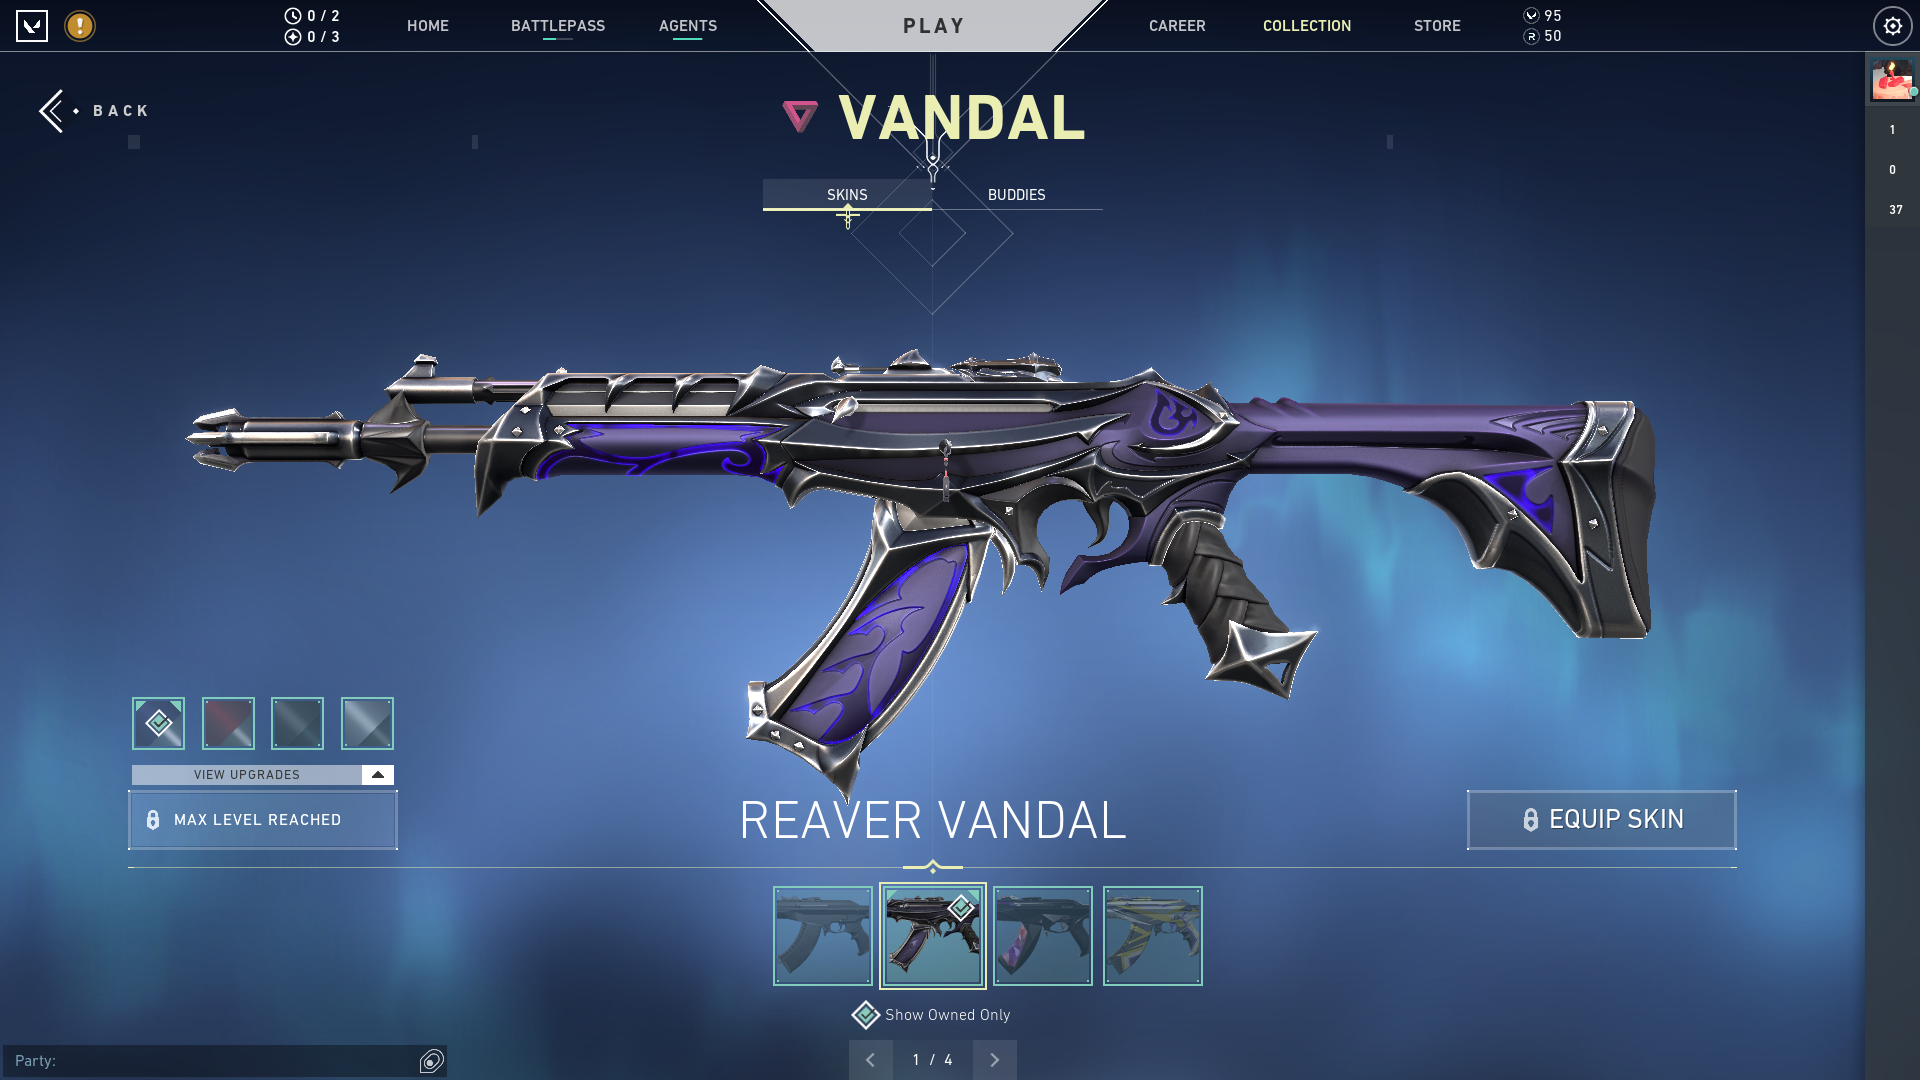 0 / 2
0 / 3
HOME
BATTLEPASS
AGENTS
PLAY
CAREER
COLLECTION
STORE
95
50
BACK
VANDAL
1
0
37
SKINS
BUDDIES
VIEW UPGRADES
MAX LEVEL REACHED
REAVER VANDAL
EQUIP SKIN
Show Owned Only
Party:
1 / 4